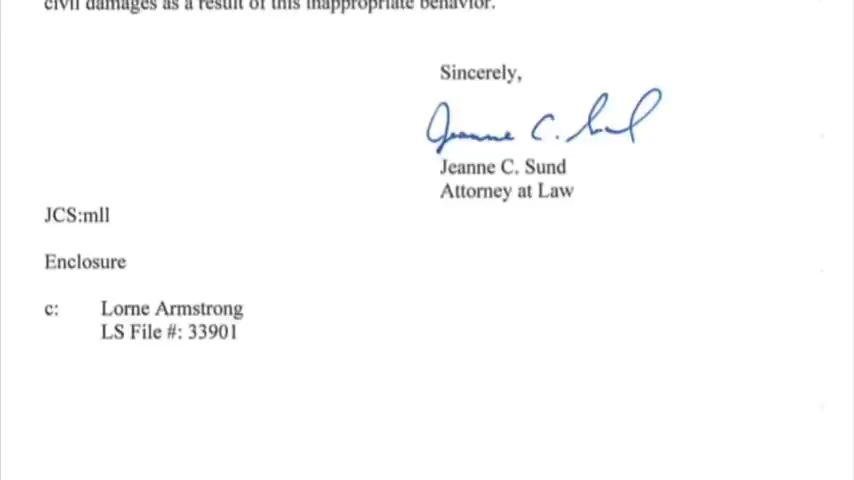 civil damages as a result of this inappropriate behavior.
Sincerely,
Jeanne C. Sund
Jeanne C. Sund
Attorney at Law
JCS:mll
Enclosure
c: Lorne Armstrong
LS File #: 33901